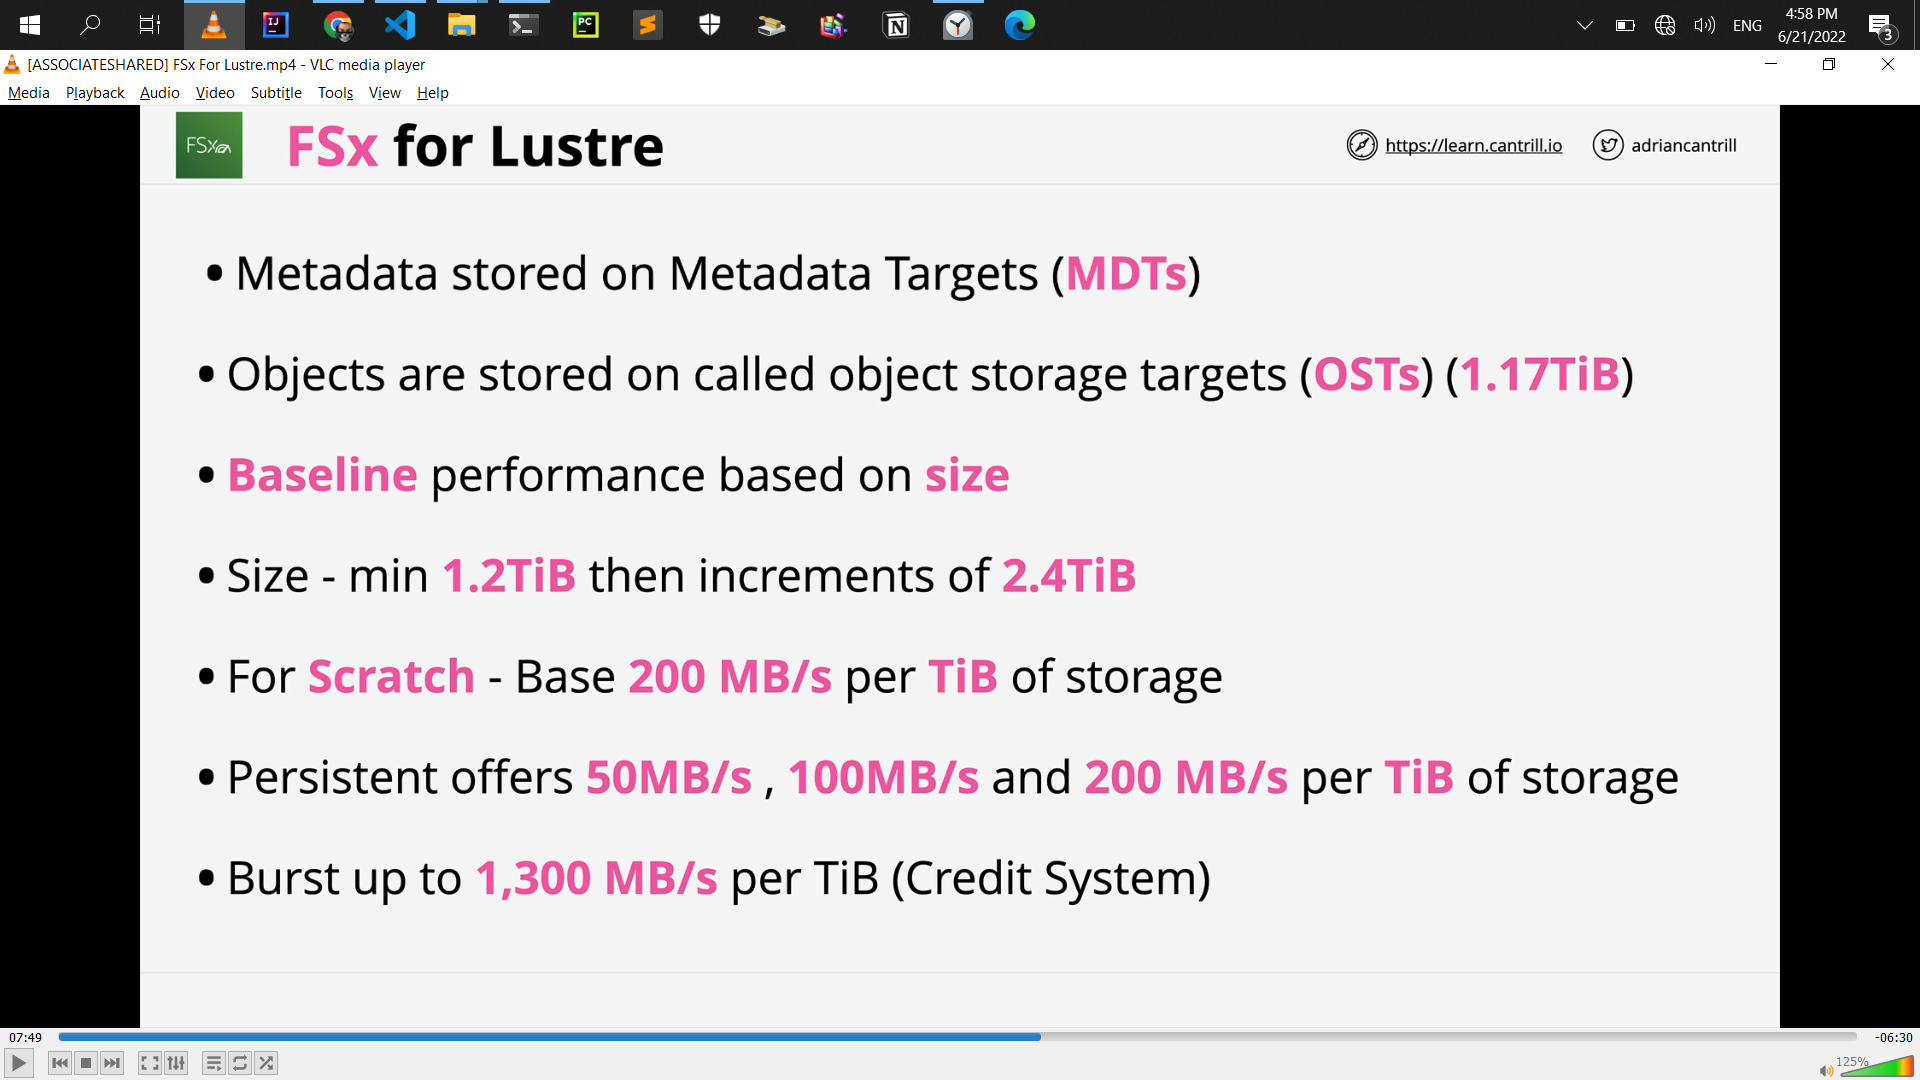 ENG
4:58 PM
6/21/2022
3
[ASSOCIATESHARED] FSx For Lustre.mp4 - VLC media player
Media Playback Audio Video Subtitle Tools View Help
FSx
FSx for Lustre
https://learn.cantrill.io
adriancantrill
• Metadata stored on Metadata Targets (MDTs)
• Objects are stored on called object storage targets (OSTs) (1.17TiB)
• Baseline performance based on size
• Size - min 1.2TiB then increments of 2.4TiB
• For Scratch - Base 200 MB/s per TiB of storage
• Persistent offers 50MB/s , 100MB/s and 200 MB/s per TiB of storage
• Burst up to 1,300 MB/s per TiB (Credit System)
07:49
-06:30
125%